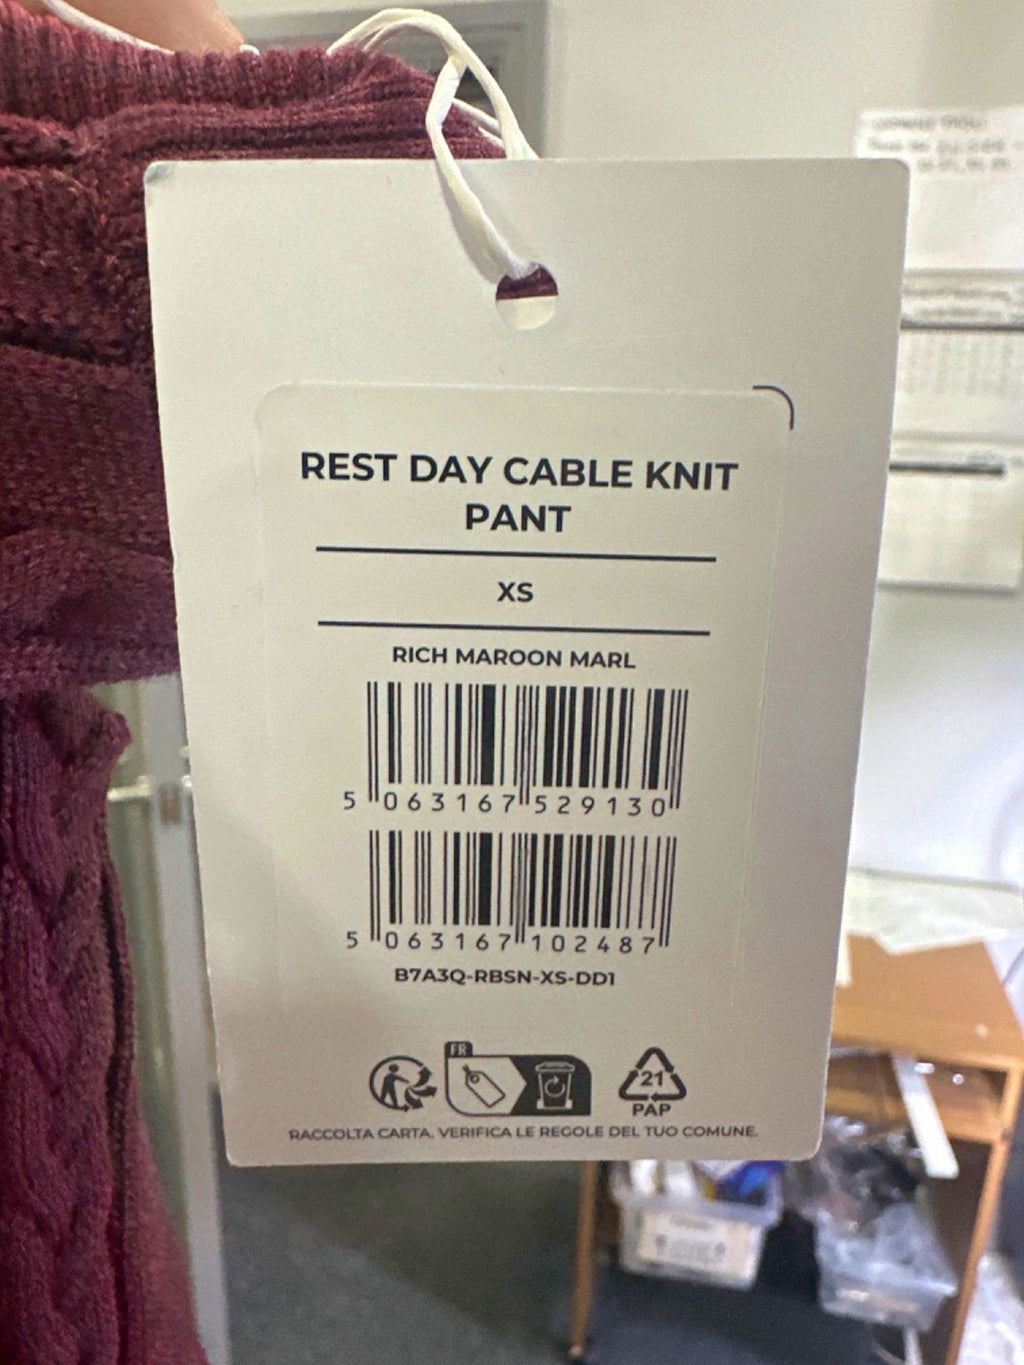 REST DAY CABLE KNIT
PANT
XS
RICH MAROON MARL
5 063167 529130
5 063167 102487
B7A3Q-RBSN-XS-DD1
FR
21
PAP
RACCOLTA CARTA. VERIFICA LE REGOLE DEL TUO COMUNE.